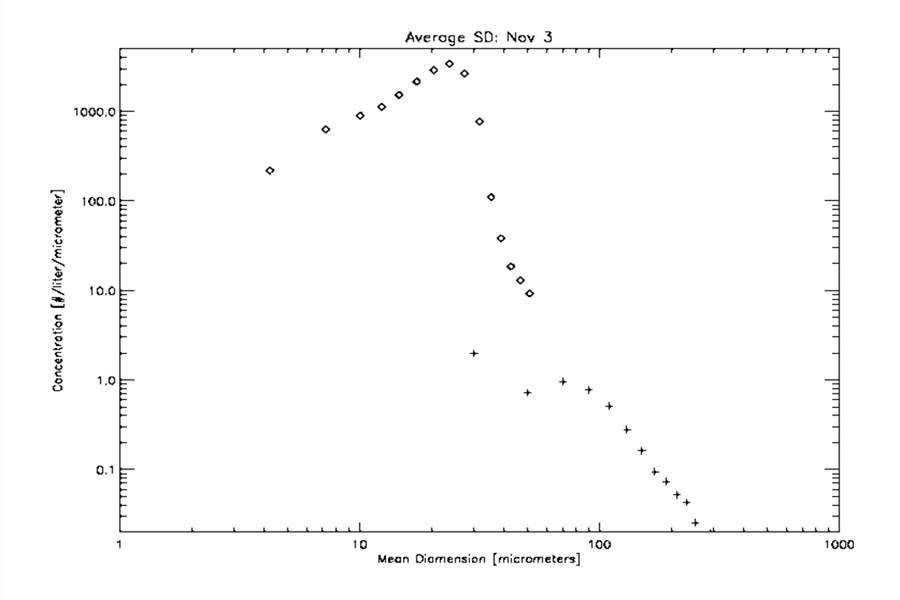 Average SD: Nov 3
1000.0
100.0
10.0
1.0
0.1
Concentration [#/liter/micrometer]
1 10 100 1000
Mean Diamension [micrometers]